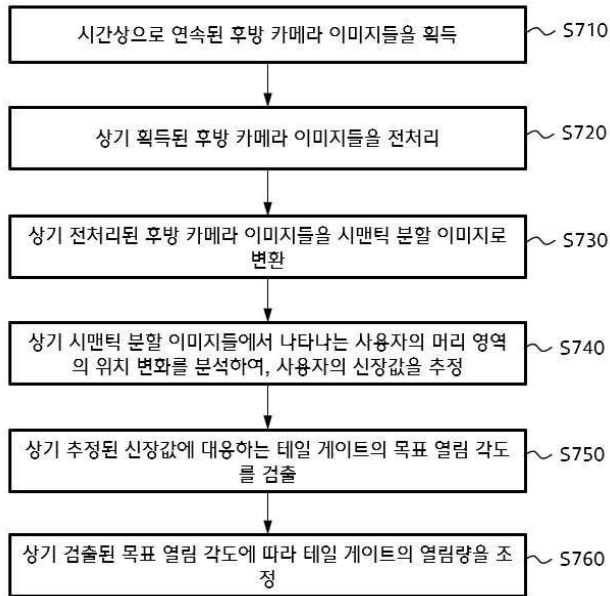 시간상으로 연속된 후방 카메라 이미지들을 획득
S710
상기 획득된 후방 카메라 이미지들을 전처리
S720
상기 전처리된 후방 카메라 이미지들을 시맨틱 분할 이미지로
변환
S730
상기 시맨틱 분할 이미지들에서 나타나는 사용자의 머리 영역
의 위치 변화를 분석하여, 사용자의 신장값을 추정
S740
상기 추정된 신장값에 대응하는 테일 게이트의 목표 열림 각도
를 검출
S750
상기 검출된 목표 열림 각도에 따라 테일 게이트의 열림량을 조
정
S760